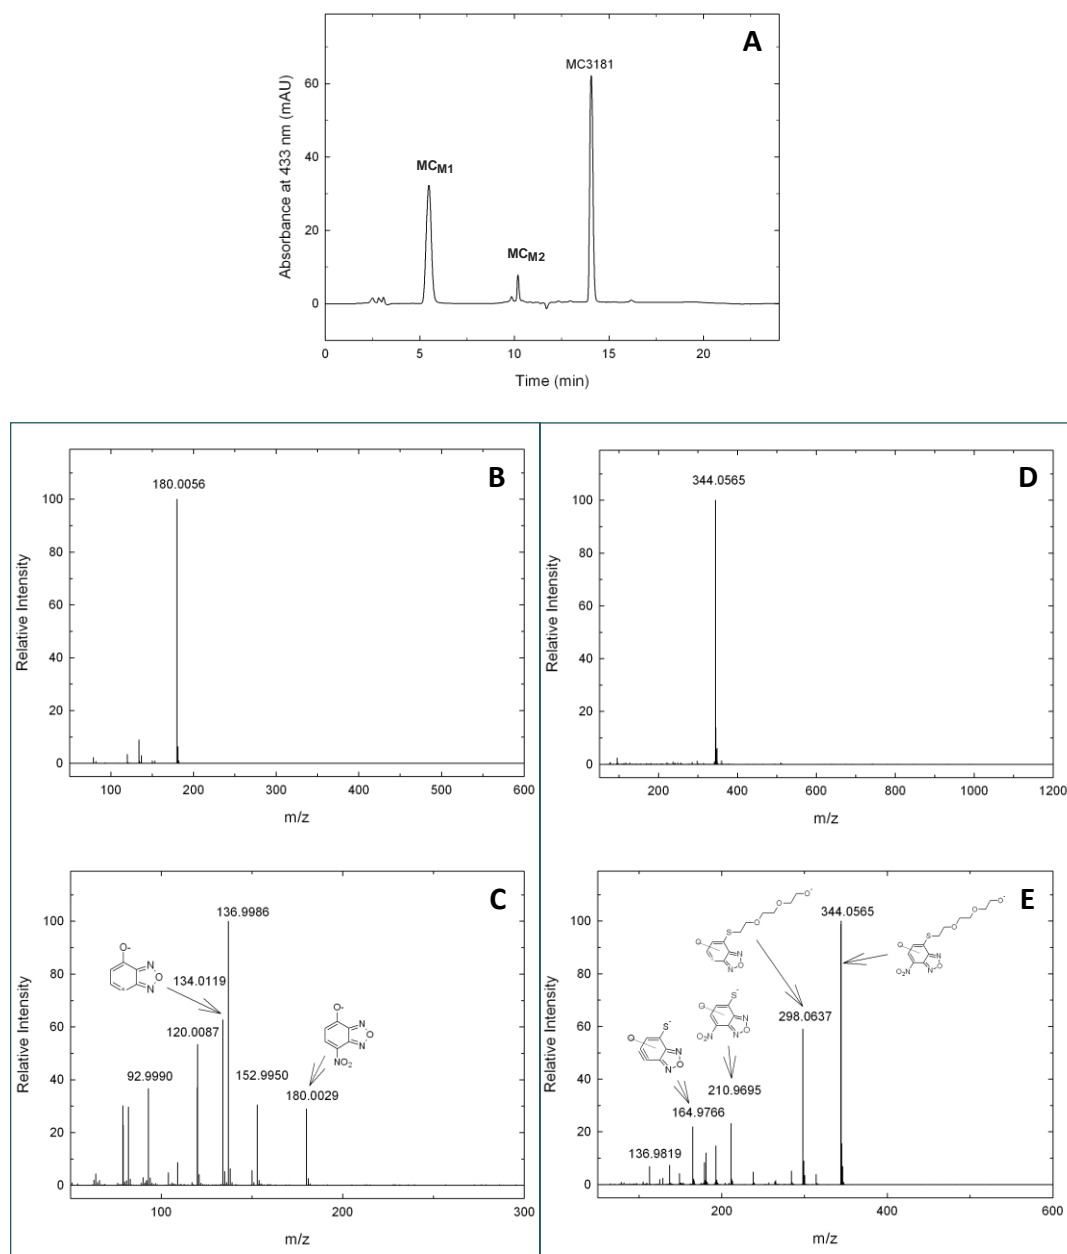 A
MC3181
MCM1
MCM2
Absorbance at 433 nm (mAU)
60
40
20
0
0 5 10 15 20
Time (min)
B
180.0056
Relative Intensity
100
80
60
40
20
0
100 200 300 400 500 600
m/z
D
344.0565
Relative Intensity
100
80
60
40
20
0
200 400 600 800 1000 1200
m/z
C
136.9986
134.0119
120.0087
92.9990
152.9950
180.0029
O-
N
O
N
O-
N
O
N
NO2
Relative Intensity
100
80
60
40
20
0
100 200 300
m/z
E
344.0565
298.0637
210.9695
164.9766
136.9819
S O O O-
O
N
O
N
S O O O-
O
NO2
N
O
N
S-
O
NO2
N
O
N
S-
O
N
O
N
Relative Intensity
100
80
60
40
20
0
200 400 600
m/z